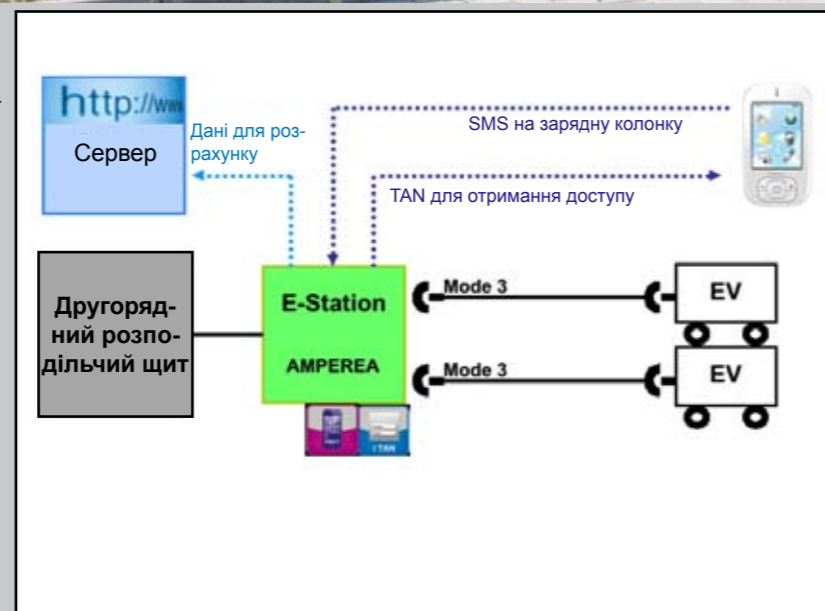 http://www
Сервер
Дані для роз-
рахунку
SMS на зарядну колонку
TAN для отримання доступу
Другоряд-
ний розпо-
дільчий щит
E-Station
AMPEREA
Mode 3
EV
Mode 3
EV
i TAN